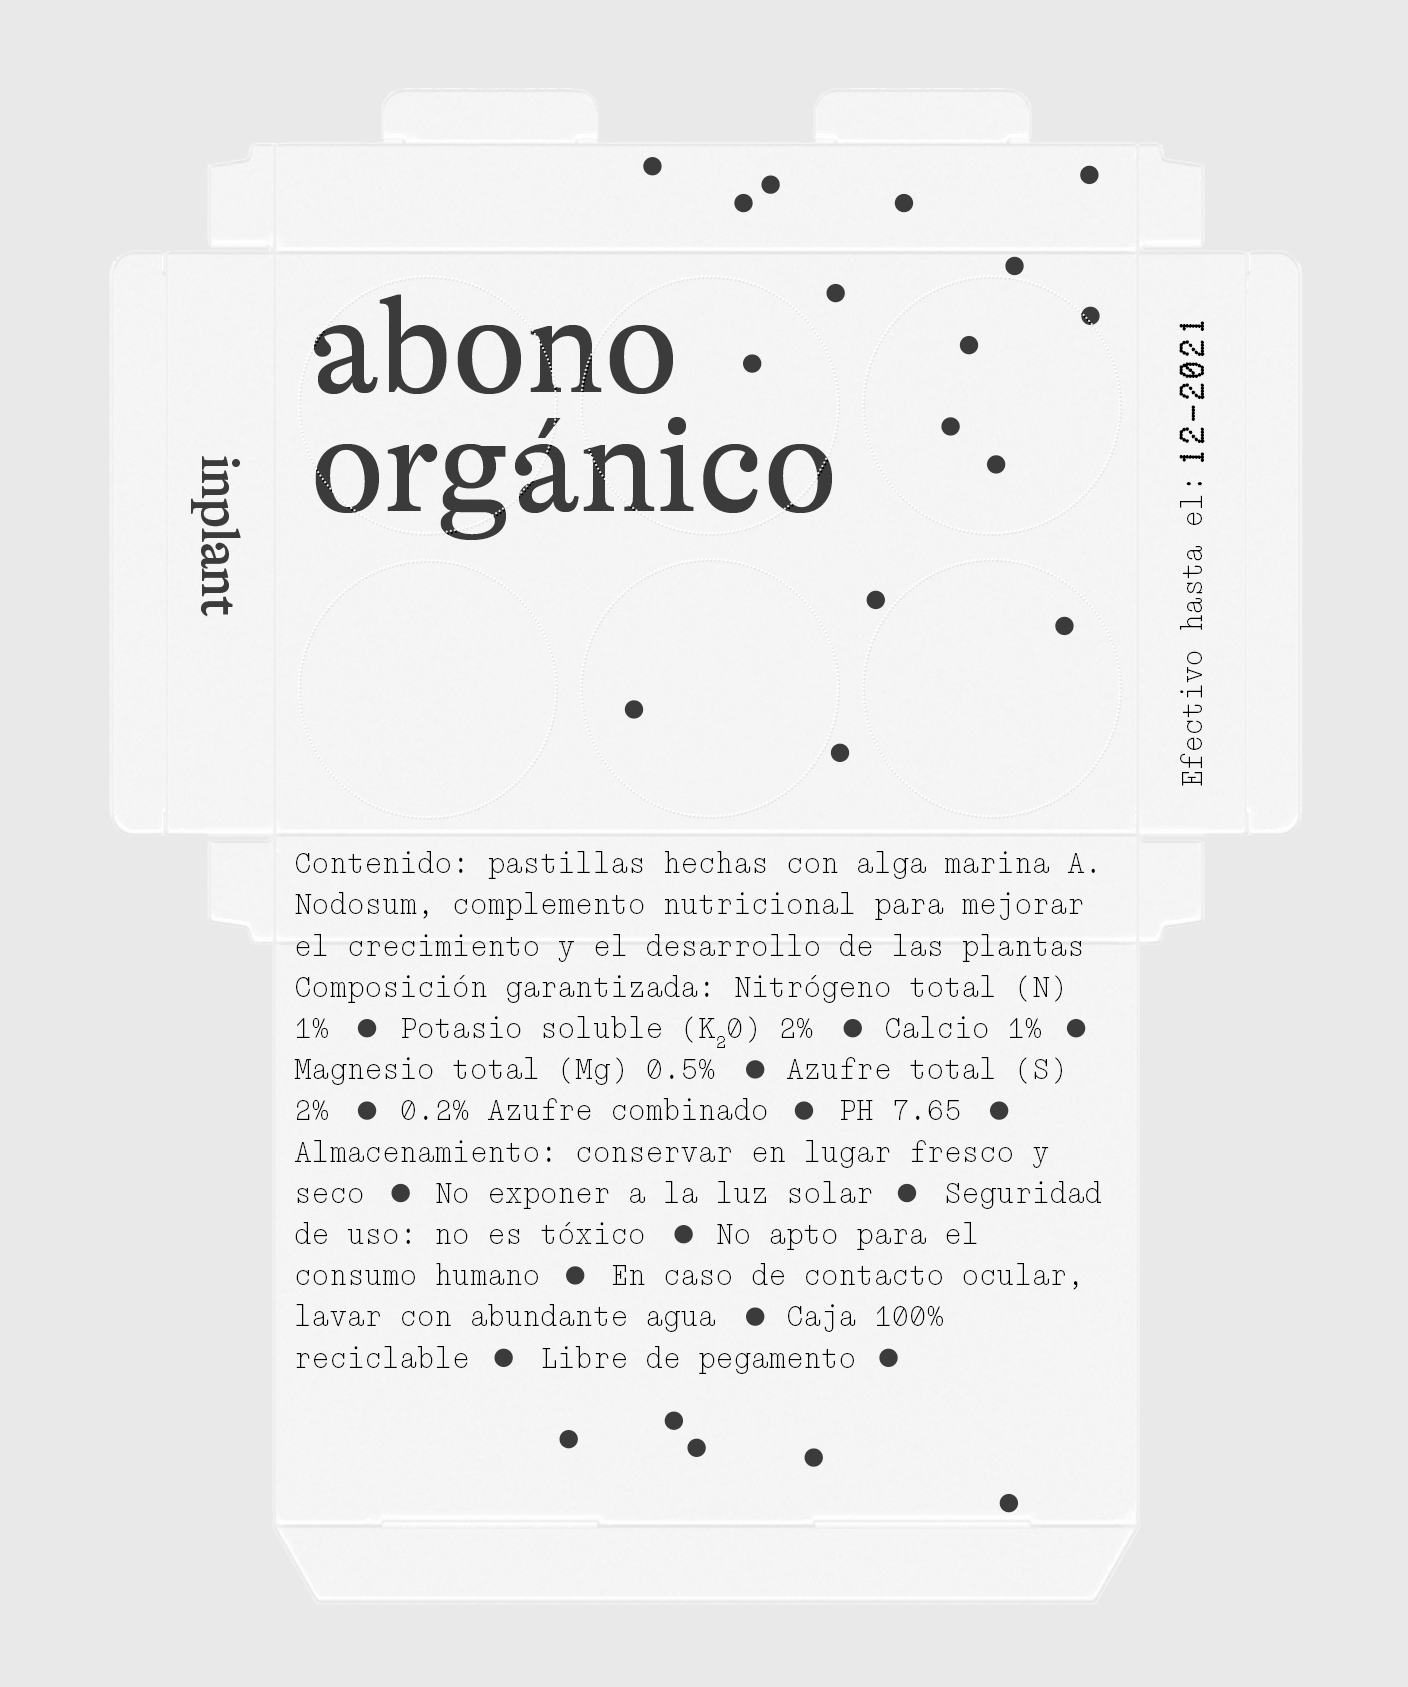 abono
orgánico
inplant
Efectivo hasta el: 12-2021
Contenido: pastillas hechas con alga marina A.
Nodosum, complemento nutricional para mejorar
el crecimiento y el desarrollo de las plantas
Composición garantizada: Nitrógeno total (N)
1% ● Potasio soluble (K₂0) 2% ● Calcio 1% ●
Magnesio total (Mg) 0.5% ● Azufre total (S)
2% ● 0.2% Azufre combinado ● PH 7.65 ●
Almacenamiento: conservar en lugar fresco y
seco ● No exponer a la luz solar ● Seguridad
de uso: no es tóxico ● No apto para el
consumo humano ● En caso de contacto ocular,
lavar con abundante agua ● Caja 100%
reciclable ● Libre de pegamento ●